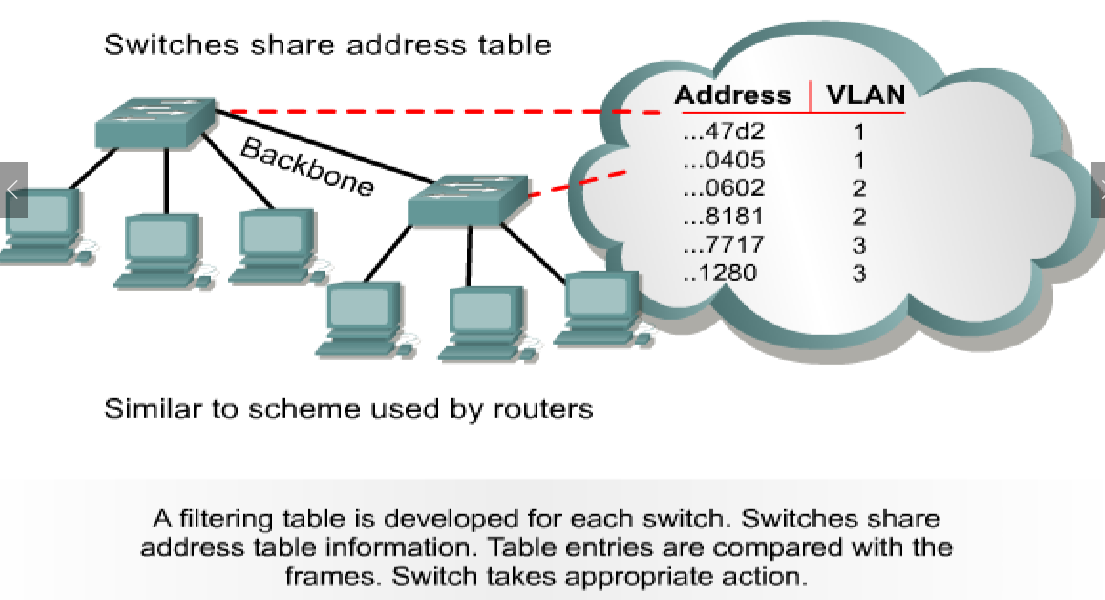 Switches share address table
Address VLAN
...47d2 1
...0405 1
...0602 2
...8181 2
...7717 3
..1280 3
Backbone
Similar to scheme used by routers
A filtering table is developed for each switch. Switches share
address table information. Table entries are compared with the
frames. Switch takes appropriate action.